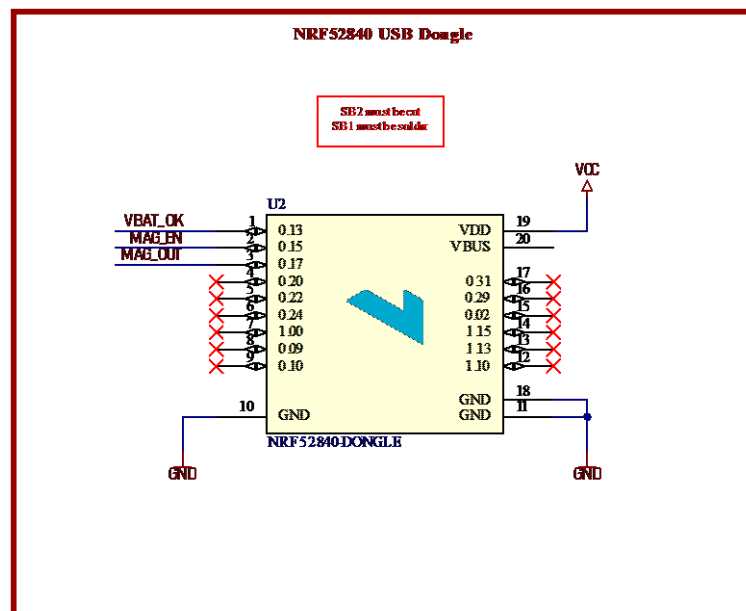 NRF52840 USB Dongle
SB2 must be cut
SB1 must be solder
VCC
U2
VBAT_OK 1 0.13 VDD 19
MAG_EN 2 0.15 VBUS 20
MAG_OUT 3 0.17
4 0.20 0.31 17
5 0.22 0.29 16
6 0.24 0.02 15
7 1.00 1.15 14
8 0.09 1.13 13
9 0.10 1.10 12
GND 18
10 GND GND 11
NRF52840-DONGLE
GND GND